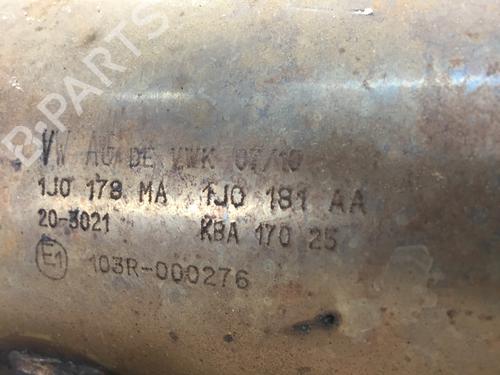 B-PARTS
VW AG DE VWK 07/10
1J0 178 MA 1J0 181 AA
20-3021 KBA 170 25
E1 103R-000276